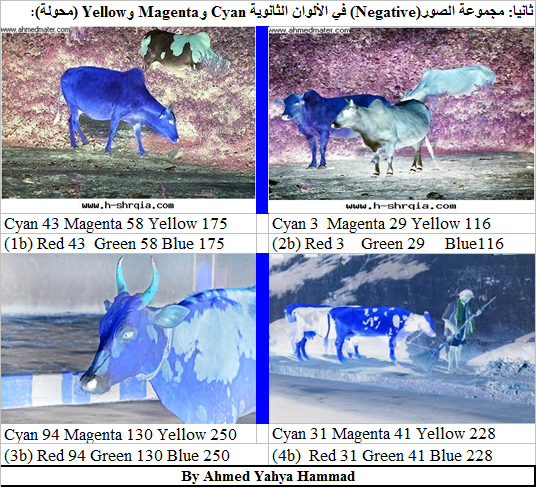 ثانيا: مجموعة الصور(Negative) في الألوان الثانوية Cyan وMagenta وYellow (محولة):
www.ahmedmater.com
www.ahmedmater.com
www.h-shrqia.com
www.h-shrqia.com
Cyan 43 Magenta 58 Yellow 175
Cyan 3 Magenta 29 Yellow 116
(1b) Red 43 Green 58 Blue 175
(2b) Red 3 Green 29 Blue116
Cyan 94 Magenta 130 Yellow 250
Cyan 31 Magenta 41 Yellow 228
(3b) Red 94 Green 130 Blue 250
(4b) Red 31 Green 41 Blue 228
By Ahmed Yahya Hammad